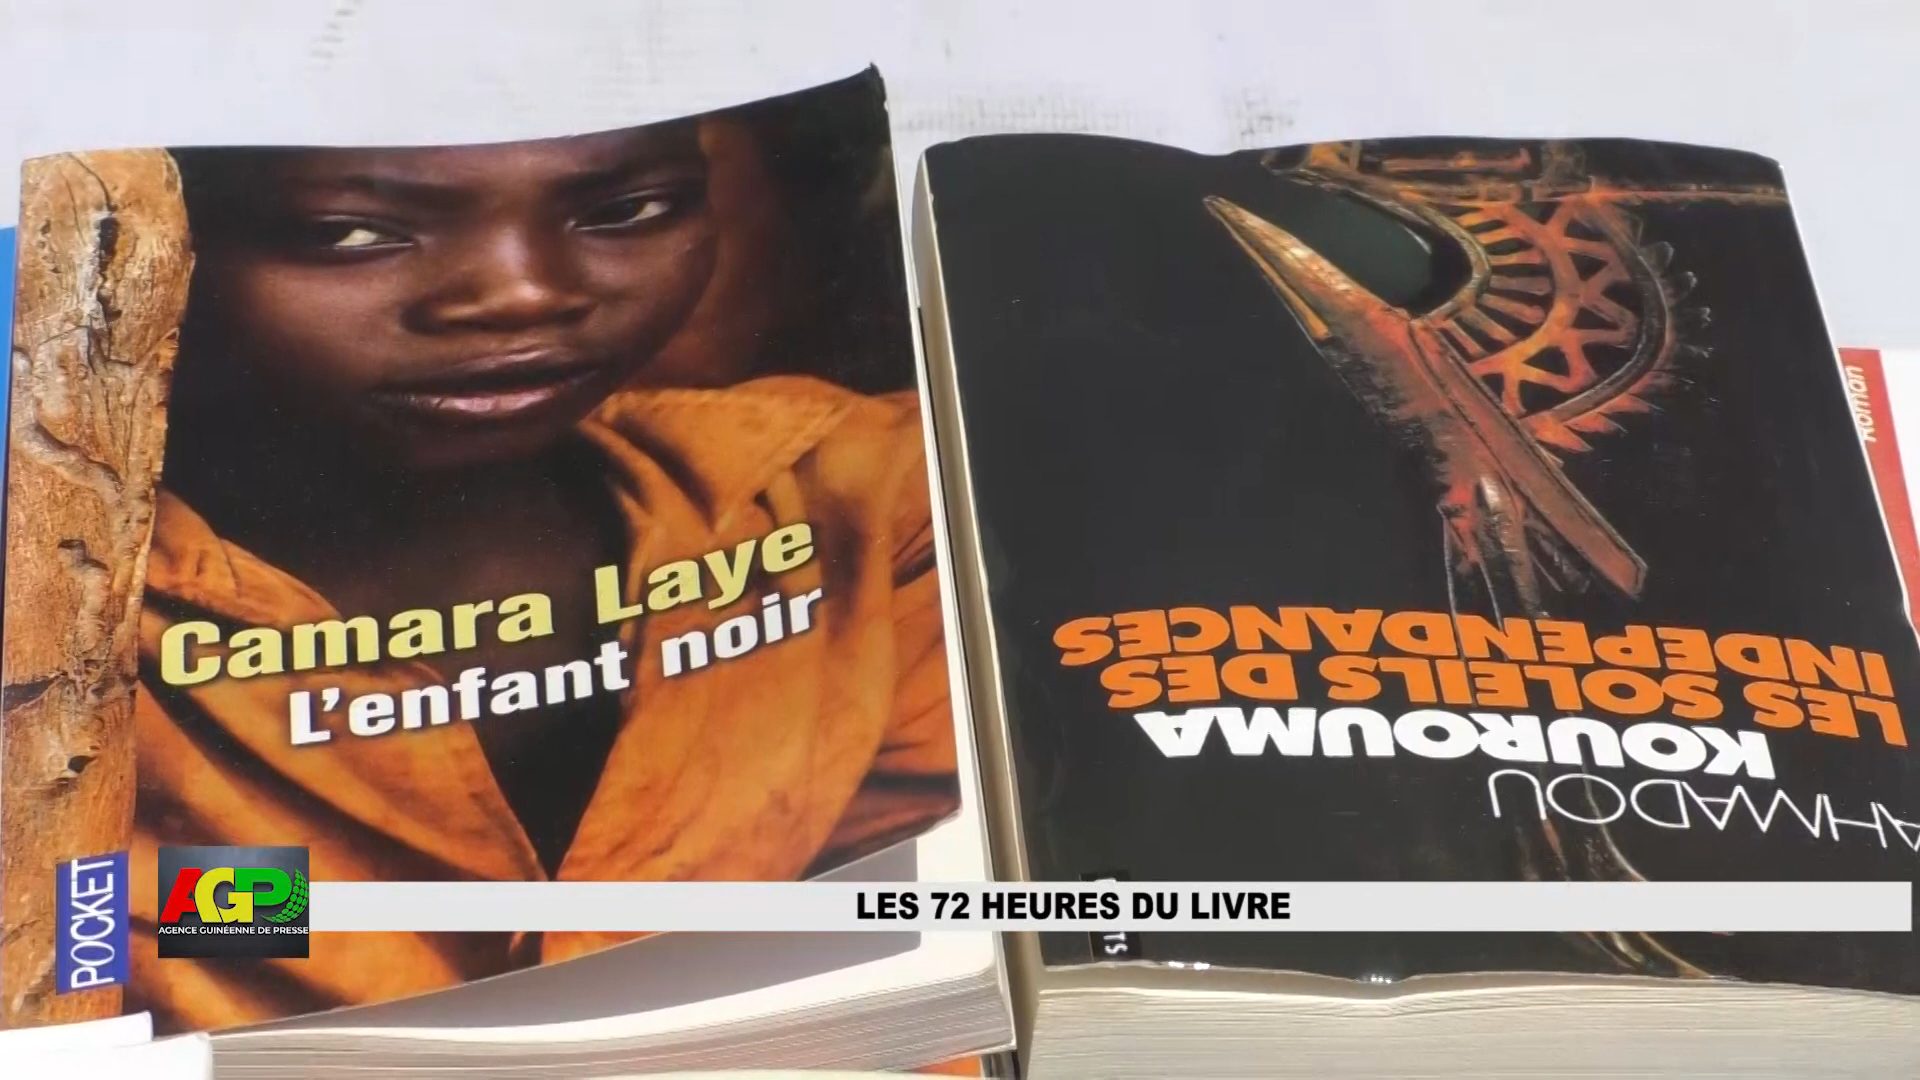 Camara Laye
L'enfant noir
POCKET
AHMADOU
KOUROUMA
LES SOLEILS DES
INDEPENDANCES
Roman
AGP
AGENCE GUINÉENNE DE PRESSE
LES 72 HEURES DU LIVRE